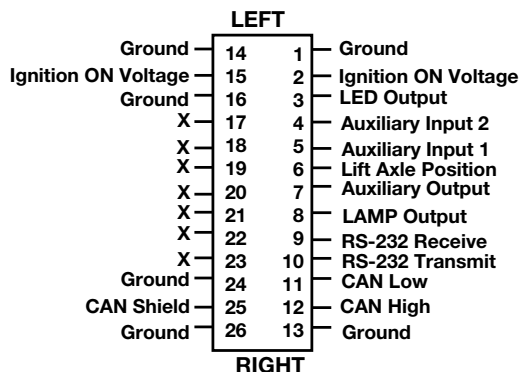 LEFT
Ground 14 1 Ground
Ignition ON Voltage 15 2 Ignition ON Voltage
Ground 16 3 LED Output
X 17 4 Auxiliary Input 2
X 18 5 Auxiliary Input 1
X 19 6 Lift Axle Position
X 20 7 Auxiliary Output
X 21 8 LAMP Output
X 22 9 RS-232 Receive
X 23 10 RS-232 Transmit
Ground 24 11 CAN Low
CAN Shield 25 12 CAN High
Ground 26 13 Ground
RIGHT